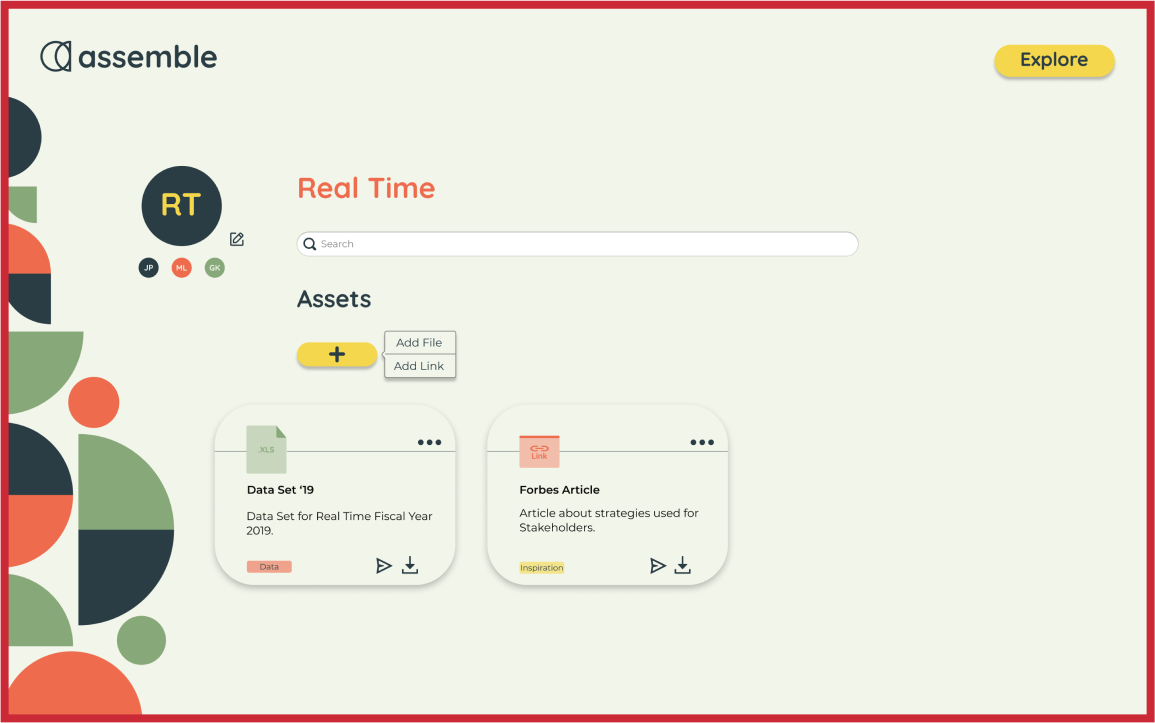 assemble
Explore
RT
Real Time
JP
ML
GK
Search
Assets
+
Add File
Add Link
.XLS
Data Set ‘19
Data Set for Real Time Fiscal Year
2019.
Data
Link
Forbes Article
Article about strategies used for
Stakeholders.
Inspiration